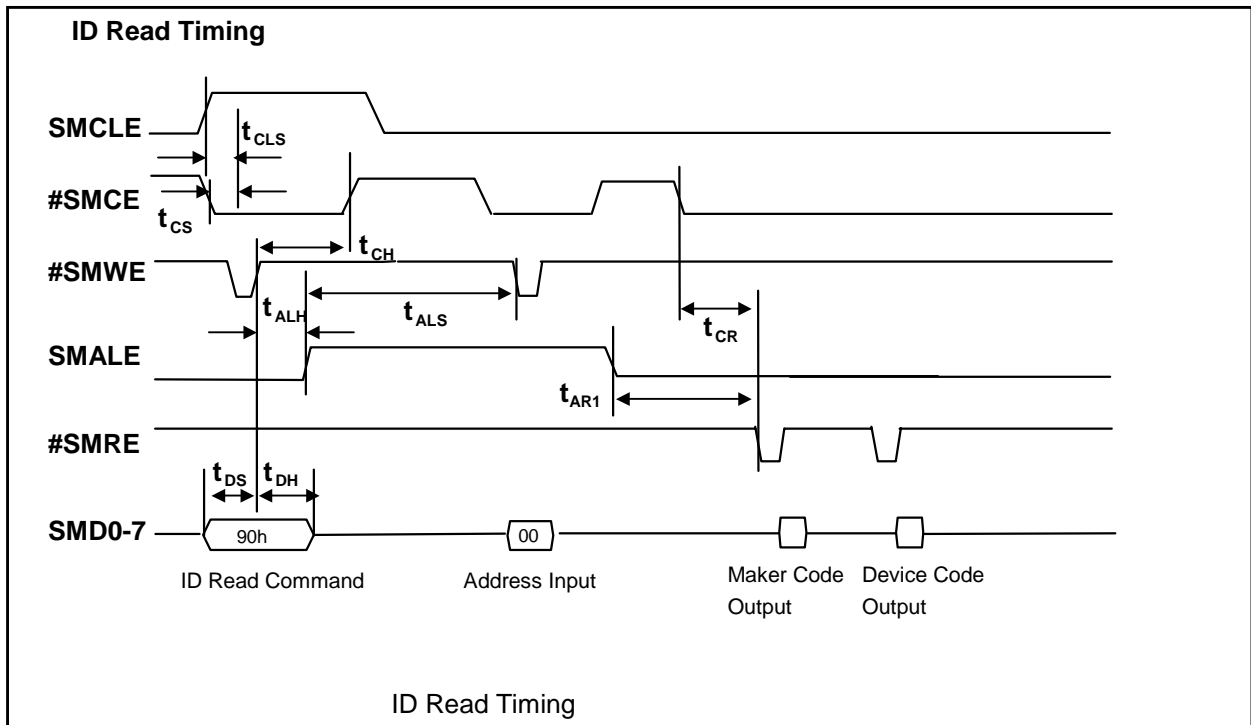 ID Read Timing
SMCLE
tCLS
#SMCE
tCS
tCH
#SMWE
tALH
tALS
tCR
SMALE
tAR1
#SMRE
tDS tDH
SMD0-7
90h
00
ID Read Command Address Input Maker Code Device Code
Output Output
ID Read Timing